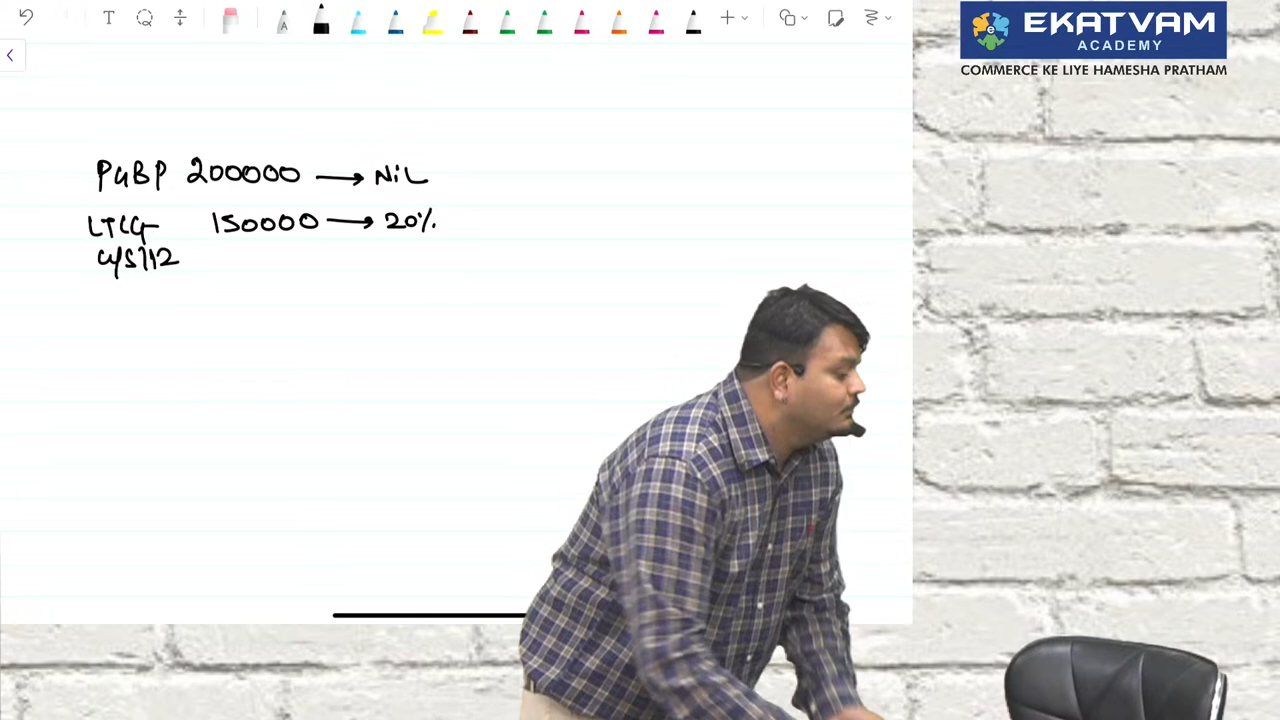 EKATVAM
ACADEMY
COMMERCE KE LIYE HAMESHA PRATHAM
PGBP 200000 → NiL
LTCG 150000 → 20%
u/s 112